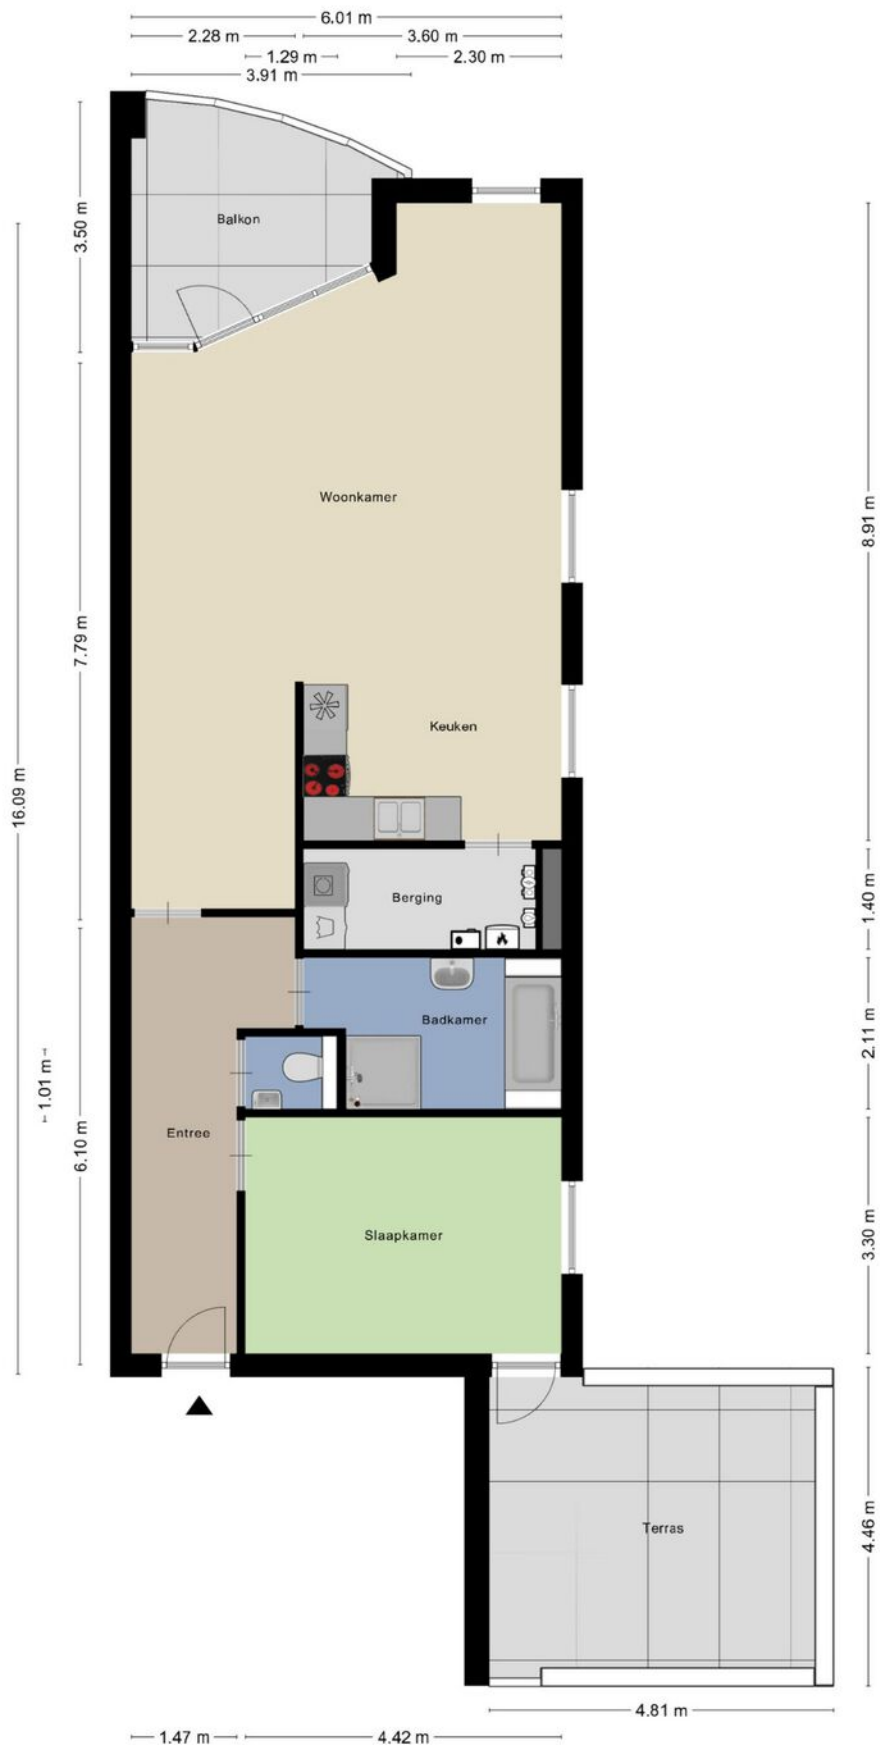 6.01 m
2.28 m
3.60 m
1.29 m
2.30 m
3.91 m
3.50 m
Balkon
8.91 m
Woonkamer
7.79 m
Keuken
16.09 m
Berging
1.40 m
Badkamer
2.11 m
1.01 m
Entree
6.10 m
Slaapkamer
3.30 m
Terras
4.46 m
4.81 m
1.47 m
4.42 m